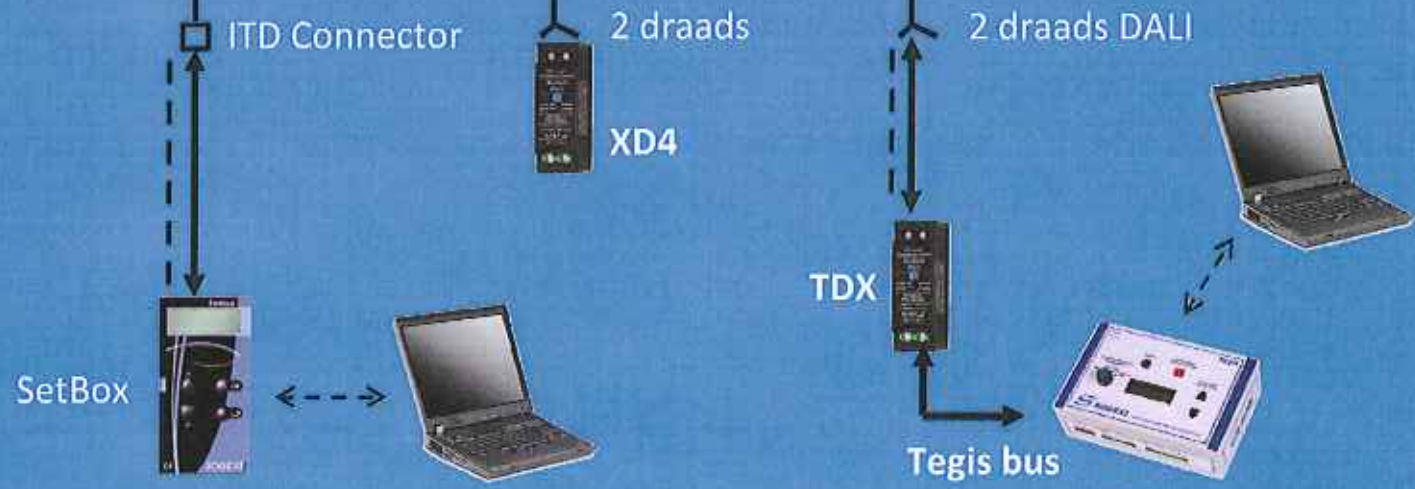 ITD Connector
2 draads
2 draads DALI
XD4
TDX
SetBox
Tegis bus